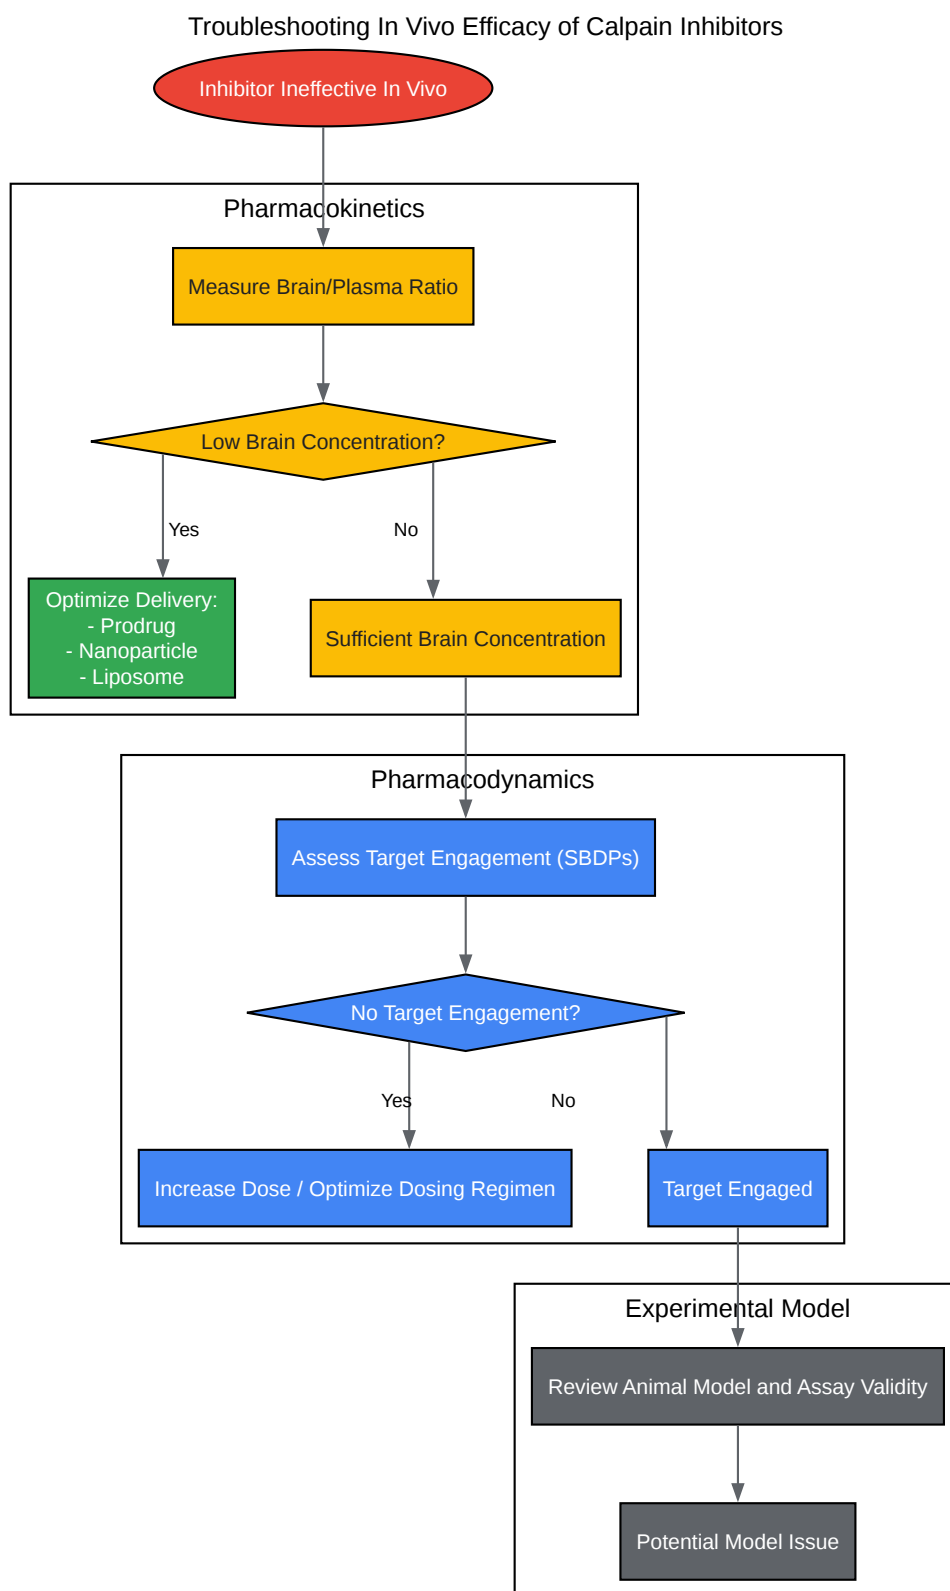 Troubleshooting In Vivo Efficacy of Calpain Inhibitors
Inhibitor Ineffective In Vivo
Pharmacokinetics
Measure Brain/Plasma Ratio
Low Brain Concentration?
Yes
No
Optimize Delivery:
- Prodrug
- Nanoparticle
- Liposome
Sufficient Brain Concentration
Pharmacodynamics
Assess Target Engagement (SBDPs)
No Target Engagement?
Yes
No
Increase Dose / Optimize Dosing Regimen
Target Engaged
Experimental Model
Review Animal Model and Assay Validity
Potential Model Issue